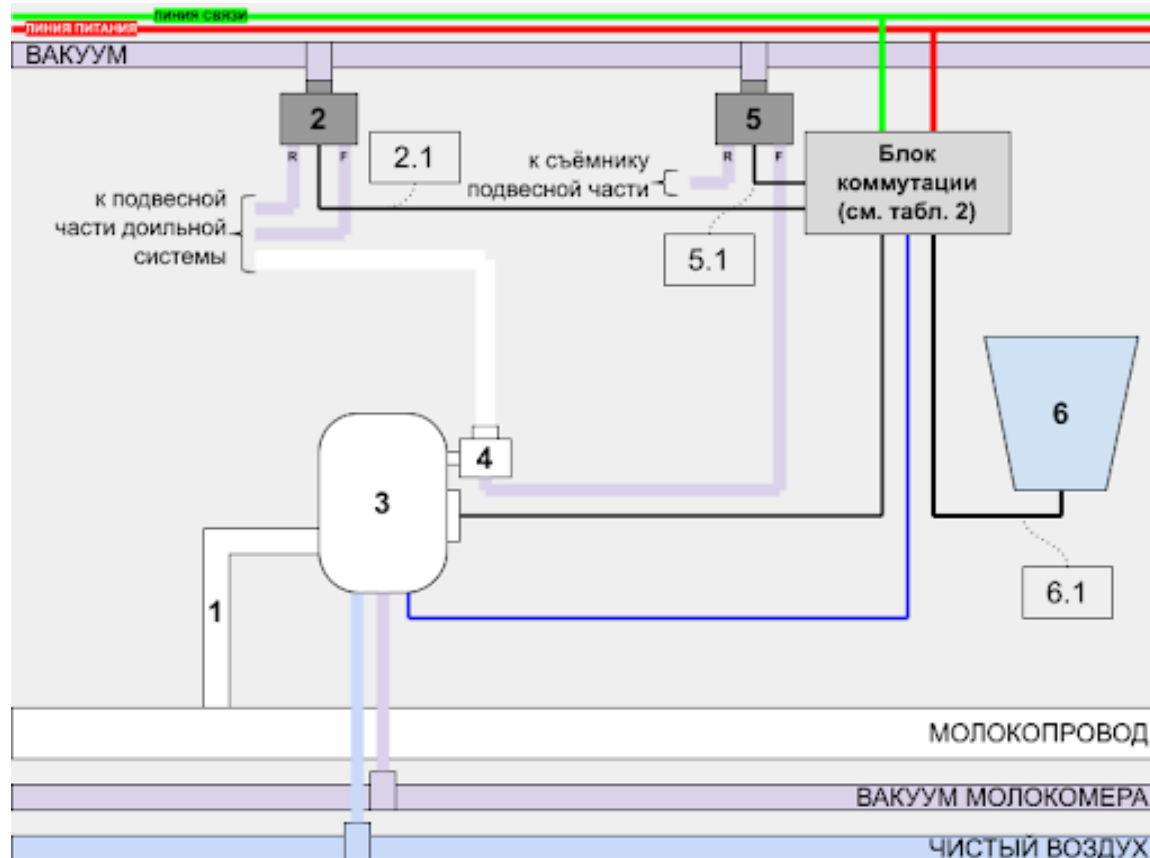 ЛИНИЯ СВЯЗИ
ЛИНИЯ ПИТАНИЯ
ВАКУУМ
2
5
R
F
R
F
2.1
к съёмнику
подвесной части
Блок
коммутации
(см. табл. 2)
к подвесной
части доильной
системы
5.1
6
4
3
1
6.1
МОЛОКОПРОВОД
ВАКУУМ МОЛОКОМЕРА
ЧИСТЫЙ ВОЗДУХ